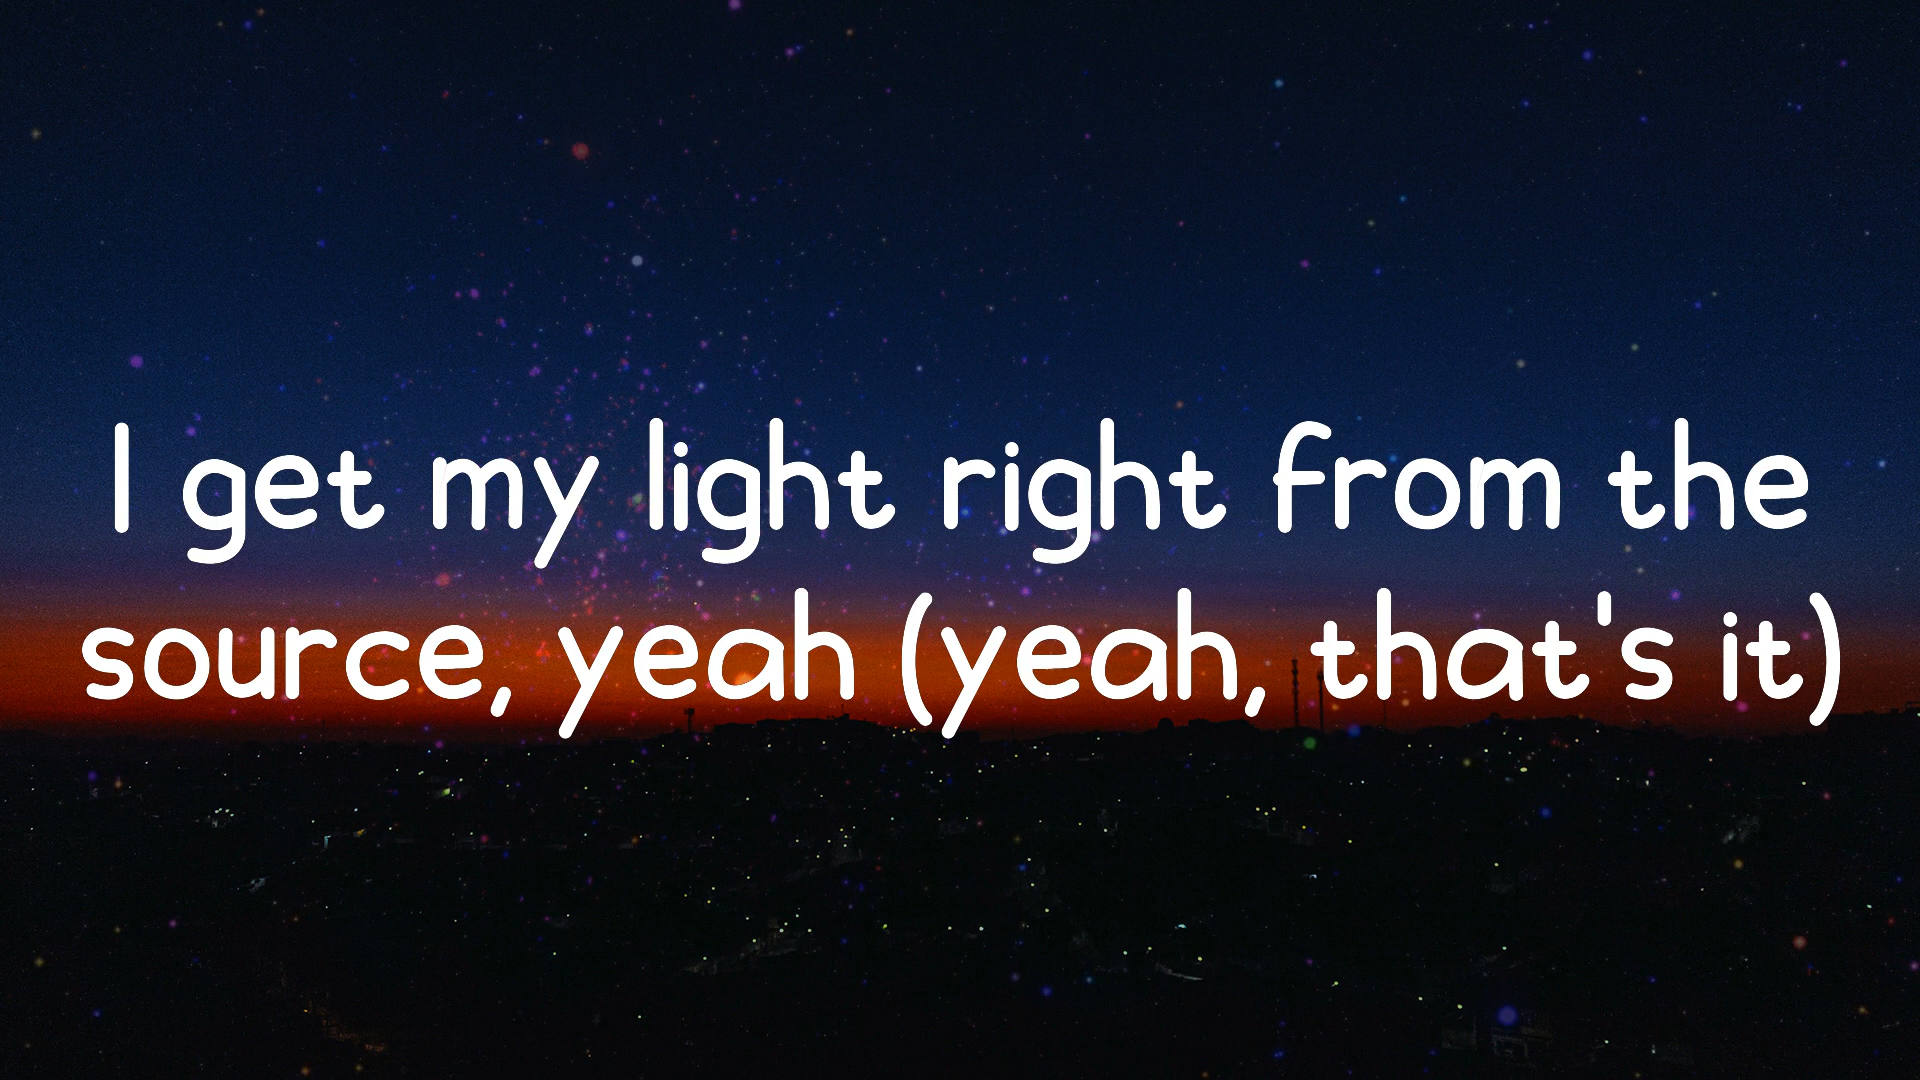 I get my light right from the
source, yeah (yeah, that's it)